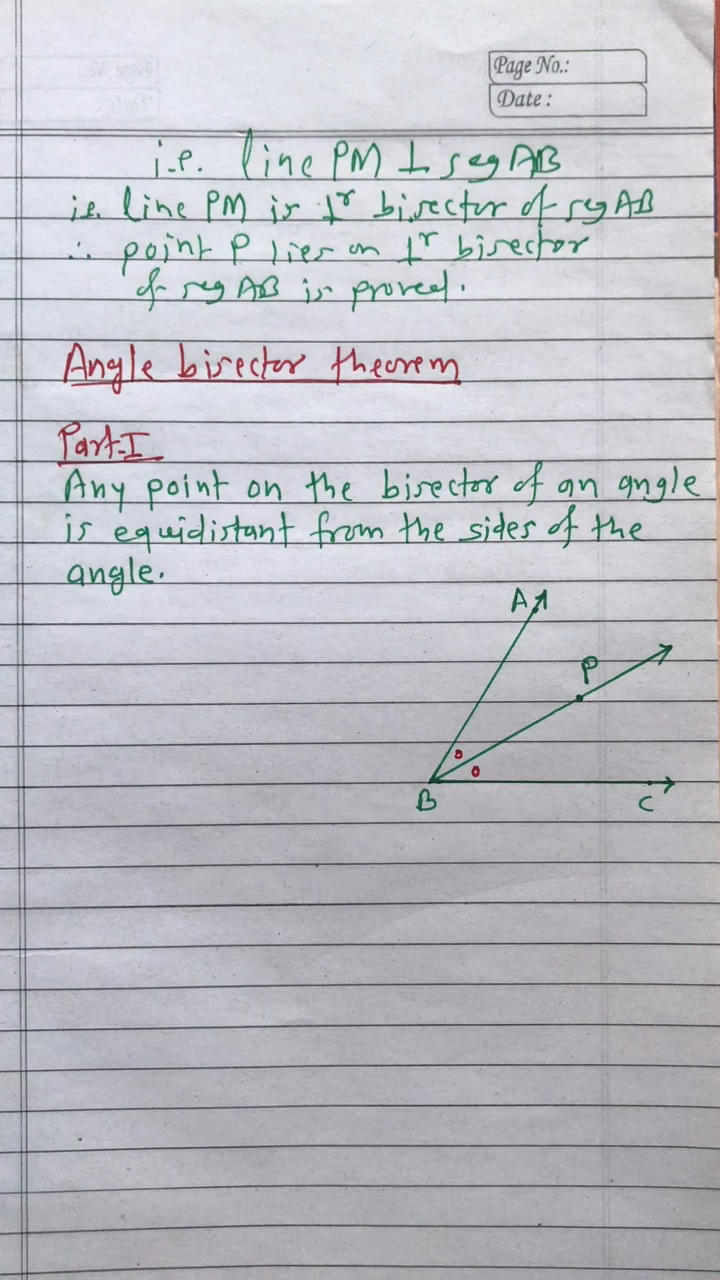 Page No.:
Date :
i.e. line PM ⊥ seg AB
i.e. line PM is ⊥r bisector of seg AB
∴ point P lies on ⊥r bisector
of seg AB is proved.
Angle bisector theorem
Part-I
Any point on the bisector of an angle
is equidistant from the sides of the
angle.
A
P
B
C